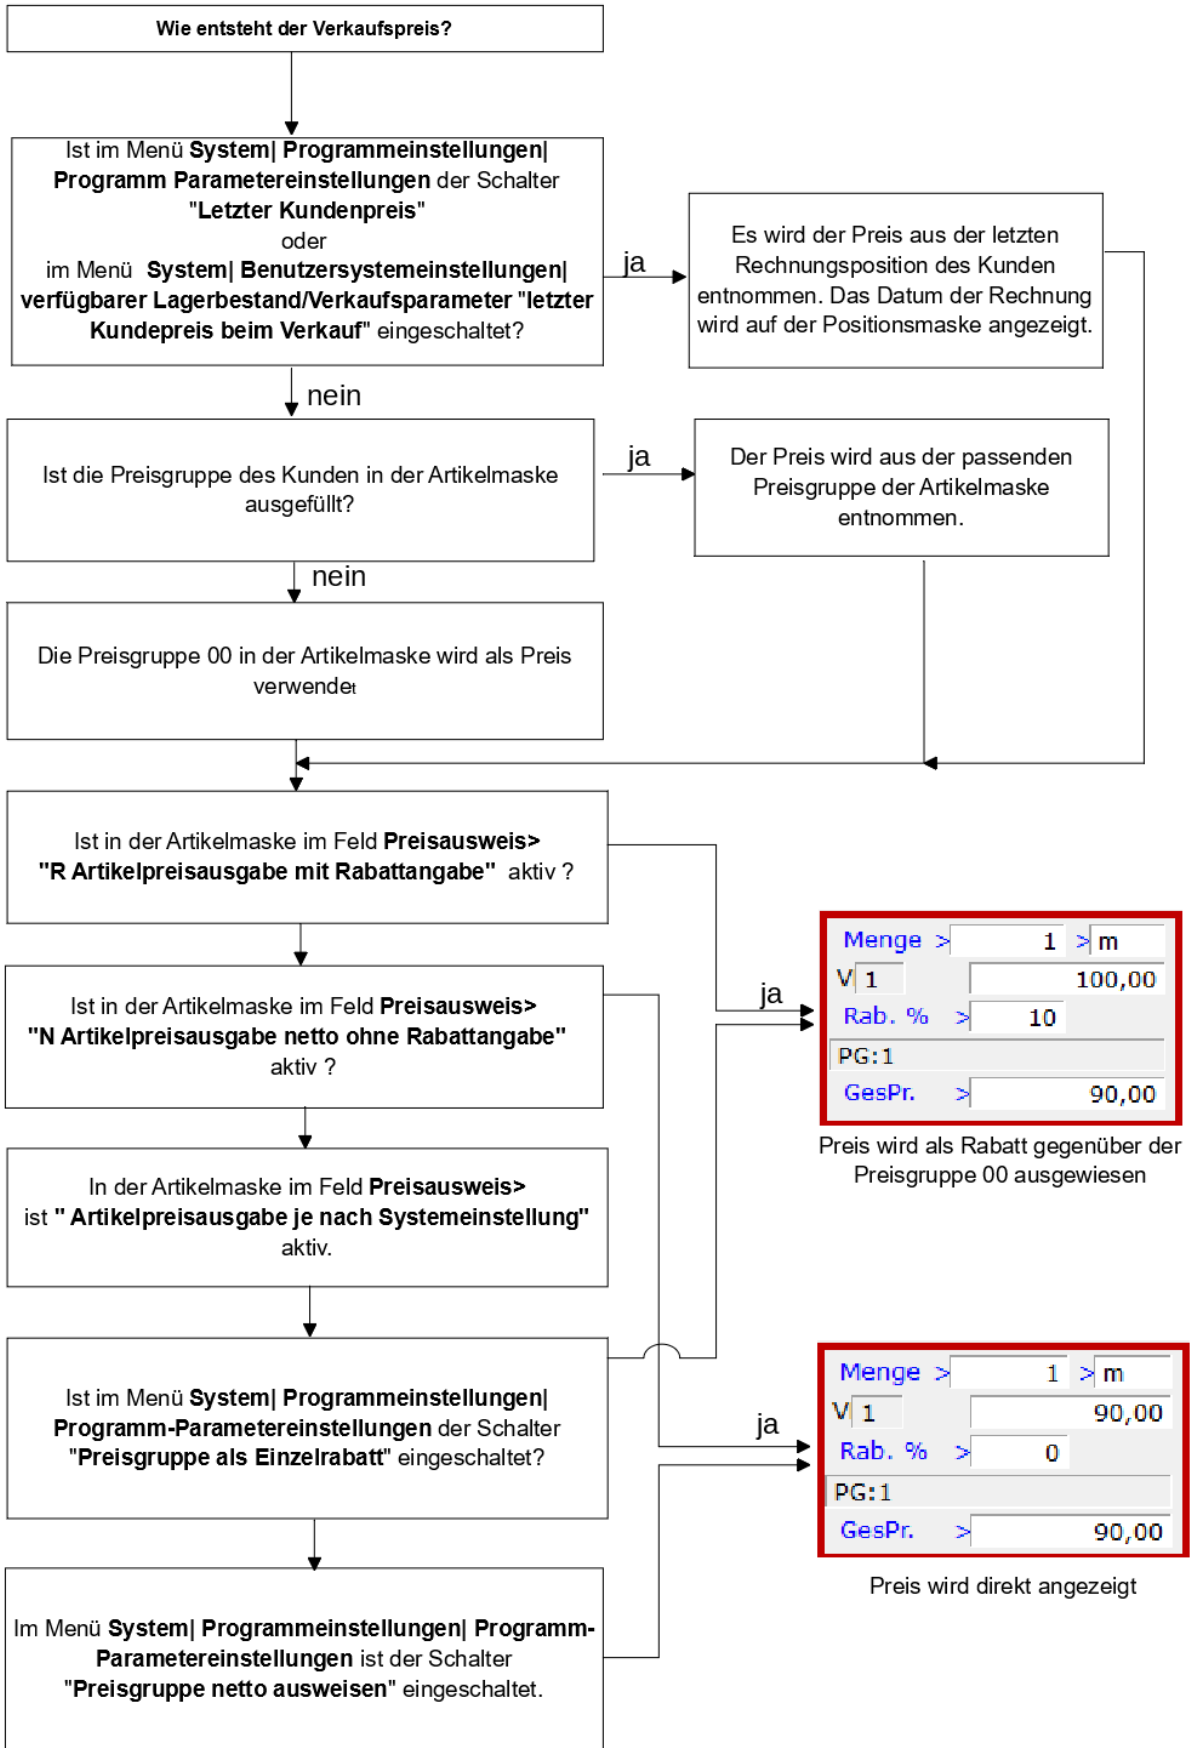 Wie entsteht der Verkaufspreis?
Ist im Menü System| Programmeinstellungen|
Programm Parametereinstellungen der Schalter
"Letzter Kundenpreis"
oder
im Menü System| Benutzersystemeinstellungen|
verfügbarer Lagerbestand/Verkaufsparameter "letzter
Kundepreis beim Verkauf" eingeschaltet?
ja
Es wird der Preis aus der letzten
Rechnungsposition des Kunden
entnommen. Das Datum der Rechnung
wird auf der Positionsmaske angezeigt.
nein
Ist die Preisgruppe des Kunden in der Artikelmaske
ausgefüllt?
ja
Der Preis wird aus der passenden
Preisgruppe der Artikelmaske
entnommen.
nein
Die Preisgruppe 00 in der Artikelmaske wird als Preis
verwendet
Ist in der Artikelmaske im Feld Preisausweis>
"R Artikelpreisausgabe mit Rabattangabe" aktiv ?
Ist in der Artikelmaske im Feld Preisausweis>
"N Artikelpreisausgabe netto ohne Rabattangabe"
aktiv ?
ja
Menge > 1 > m
V 1 100,00
Rab. % > 10
PG:1
GesPr. > 90,00
Preis wird als Rabatt gegenüber der
Preisgruppe 00 ausgewiesen
In der Artikelmaske im Feld Preisausweis>
ist " Artikelpreisausgabe je nach Systemeinstellung"
aktiv.
Ist im Menü System| Programmeinstellungen|
Programm-Parametereinstellungen der Schalter
"Preisgruppe als Einzelrabatt" eingeschaltet?
ja
Menge > 1 > m
V 1 90,00
Rab. % > 0
PG:1
GesPr. > 90,00
Preis wird direkt angezeigt
Im Menü System| Programmeinstellungen| Programm-
Parametereinstellungen ist der Schalter
"Preisgruppe netto ausweisen" eingeschaltet.